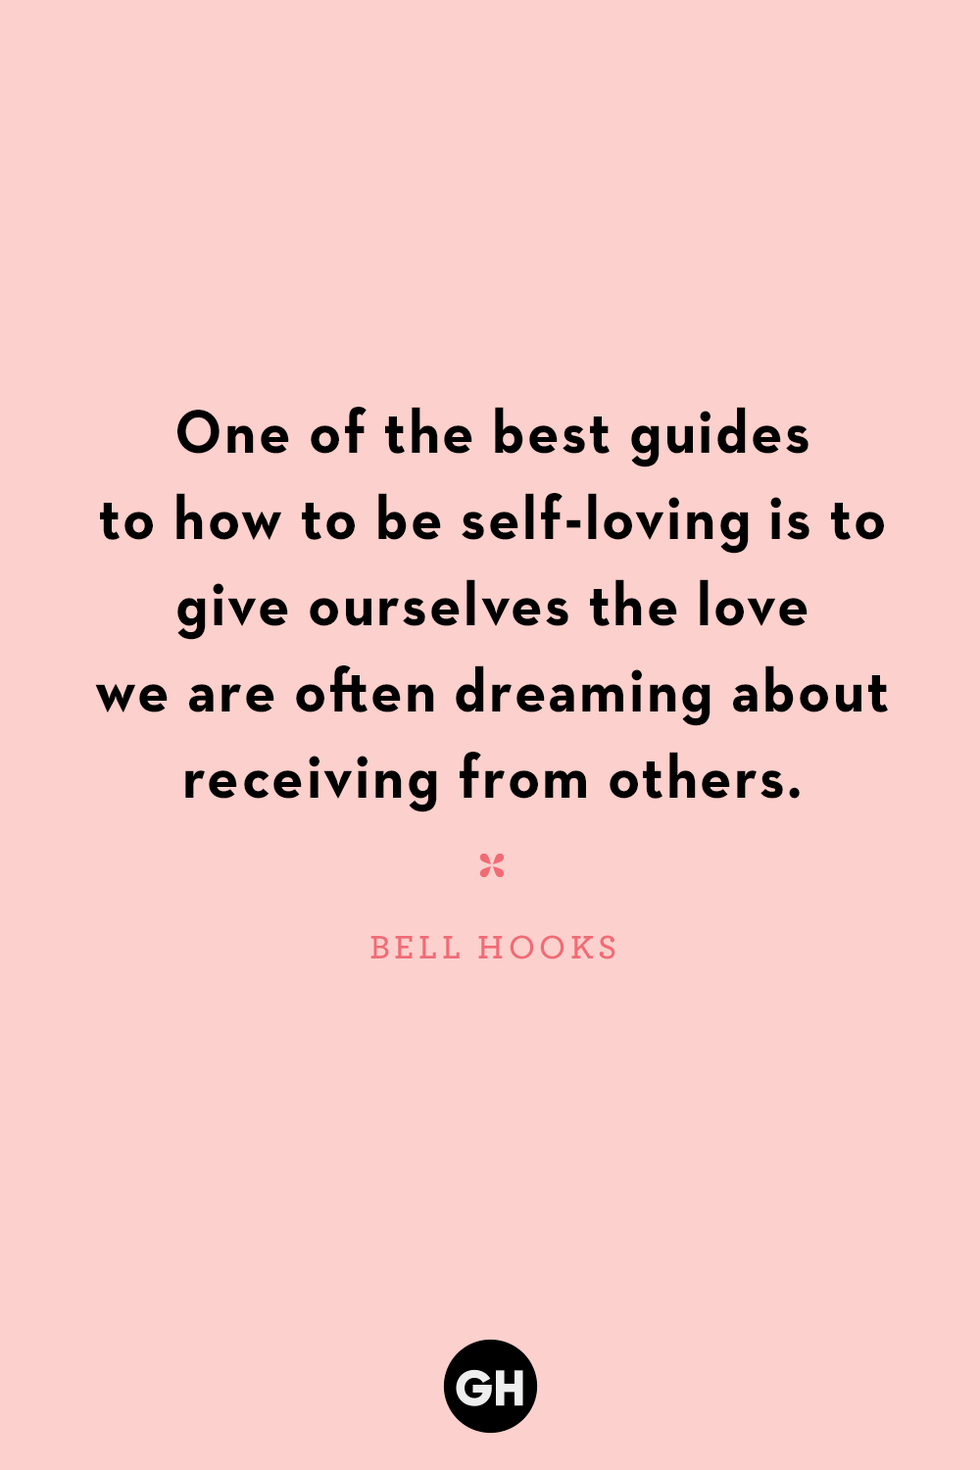 One of the best guides
to how to be self-loving is to
give ourselves the love
we are often dreaming about
receiving from others.
BELL HOOKS
GH